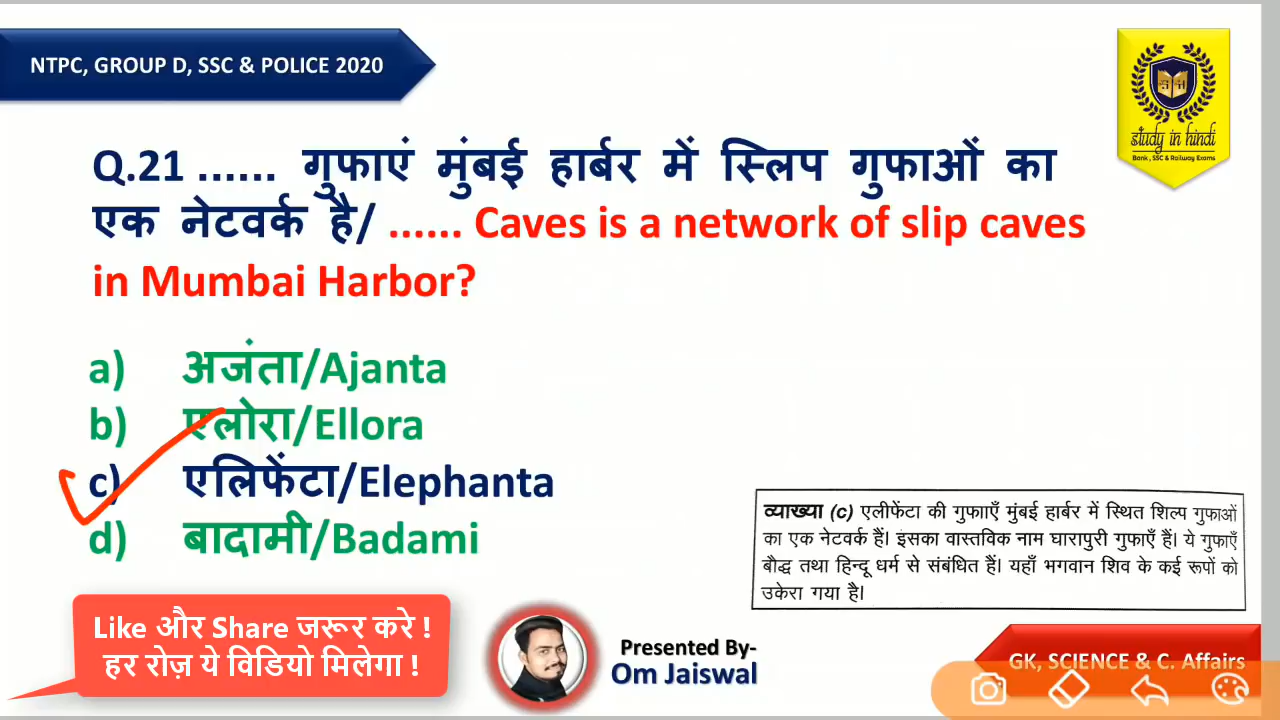 NTPC, GROUP D, SSC & POLICE 2020
study in hindi
Bank, SSC & Railway Exams
Q.21 ...... गुफाएं मुंबई हार्बर में स्लिप गुफाओं का
एक नेटवर्क है/ ...... Caves is a network of slip caves
in Mumbai Harbor?
a) अजंता/Ajanta
b) एलोरा/Ellora
c) एलिफेंटा/Elephanta
d) बादामी/Badami
व्याख्या (c) एलीफेंटा की गुफााएँ मुंबई हार्बर में स्थित शिल्प गुफाओं
का एक नेटवर्क हैं। इसका वास्तविक नाम घारापुरी गुफाएँ हैं। ये गुफाएँ
बौद्ध तथा हिन्दू धर्म से संबंधित हैं। यहाँ भगवान शिव के कई रूपों को
उकेरा गया है।
Like और Share जरूर करे !
हर रोज़ ये विडियो मिलेगा !
Presented By-
Om Jaiswal
GK, SCIENCE & C. Affairs